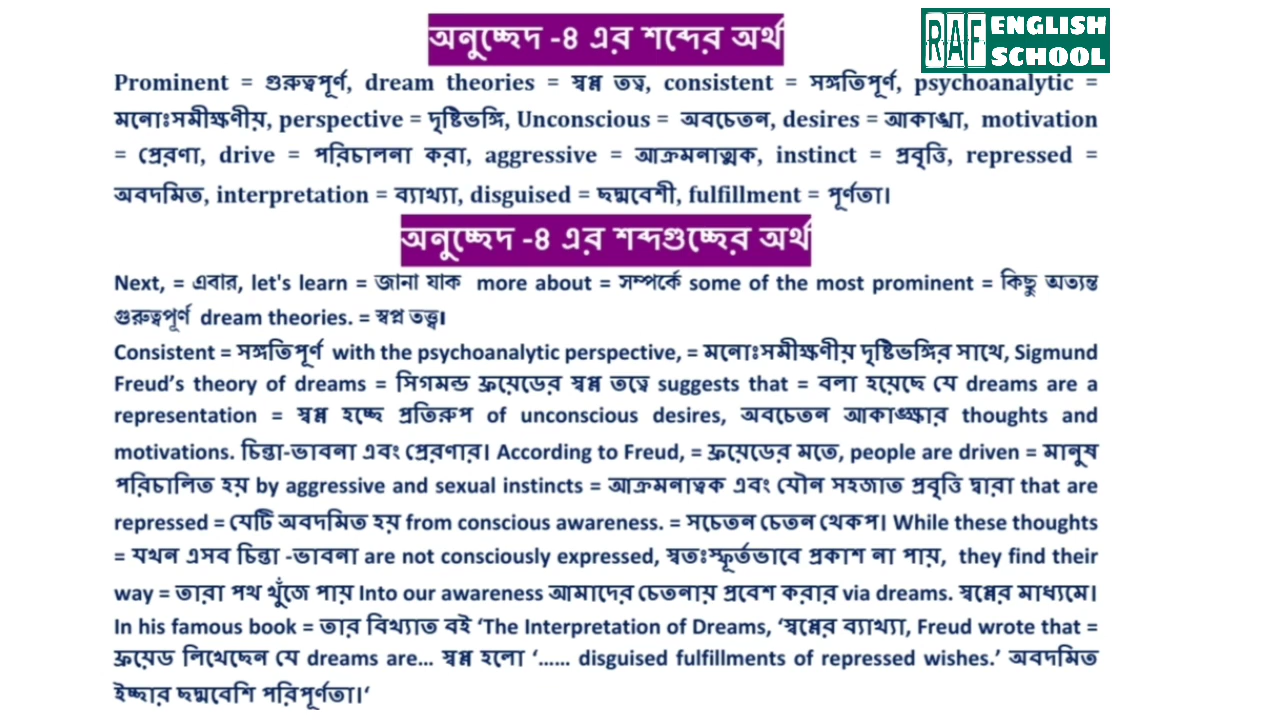 অনুচ্ছেদ -৪ এর শব্দের অর্থ
RAF ENGLISH SCHOOL
Prominent = গুরুত্বপূর্ণ, dream theories = স্বপ্ন তত্ব, consistent = সঙ্গতিপূর্ণ, psychoanalytic =
মনোঃসমীক্ষণীয়, perspective = দৃষ্টিভঙ্গি, Unconscious = অবচেতন, desires = আকাঙ্খা, motivation
= প্রেরণা, drive = পরিচালনা করা, aggressive = আক্রমনাত্মক, instinct = প্রবৃত্তি, repressed =
অবদমিত, interpretation = ব্যাখ্যা, disguised = ছদ্মবেশী, fulfillment = পূর্ণতা।
অনুচ্ছেদ -৪ এর শব্দগুচ্ছের অর্থ
Next, = এবার, let's learn = জানা যাক more about = সম্পর্কে some of the most prominent = কিছু অত্যন্ত
গুরুত্বপূর্ণ dream theories. = স্বপ্ন তত্ত্ব।
Consistent = সঙ্গতিপূর্ণ with the psychoanalytic perspective, = মনোঃসমীক্ষণীয় দৃষ্টিভঙ্গির সাথে, Sigmund
Freud’s theory of dreams = সিগমন্ড ফ্রয়েডের স্বপ্ন তত্বে suggests that = বলা হয়েছে যে dreams are a
representation = স্বপ্ন হচ্ছে প্রতিরুপ of unconscious desires, অবচেতন আকাঙ্ক্ষার thoughts and
motivations. চিন্তা-ভাবনা এবং প্রেরণার। According to Freud, = ফ্রয়েডের মতে, people are driven = মানুষ
পরিচালিত হয় by aggressive and sexual instincts = আক্রমনাত্বক এবং যৌন সহজাত প্রবৃত্তি দ্বারা that are
repressed = যেটি অবদমিত হয় from conscious awareness. = সচেতন চেতন থেকপ। While these thoughts
= যখন এসব চিন্তা -ভাবনা are not consciously expressed, স্বতঃস্ফূর্তভাবে প্রকাশ না পায়, they find their
way = তারা পথ খুঁজে পায় Into our awareness আমাদের চেতনায় প্রবেশ করার via dreams. স্বপ্নের মাধ্যমে।
In his famous book = তার বিখ্যাত বই ‘The Interpretation of Dreams, ‘স্বপ্নের ব্যাখ্যা, Freud wrote that =
ফ্রয়েড লিখেছেন যে dreams are... স্বপ্ন হলো ‘...... disguised fulfillments of repressed wishes.’ অবদমিত
ইচ্ছার ছদ্মবেশি পরিপূর্ণতা।‘